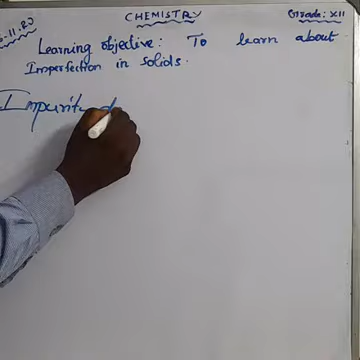 CHEMISTRY
Grade: XII
Learning objective: To learn about
Imperfection in solids.
Impurity d